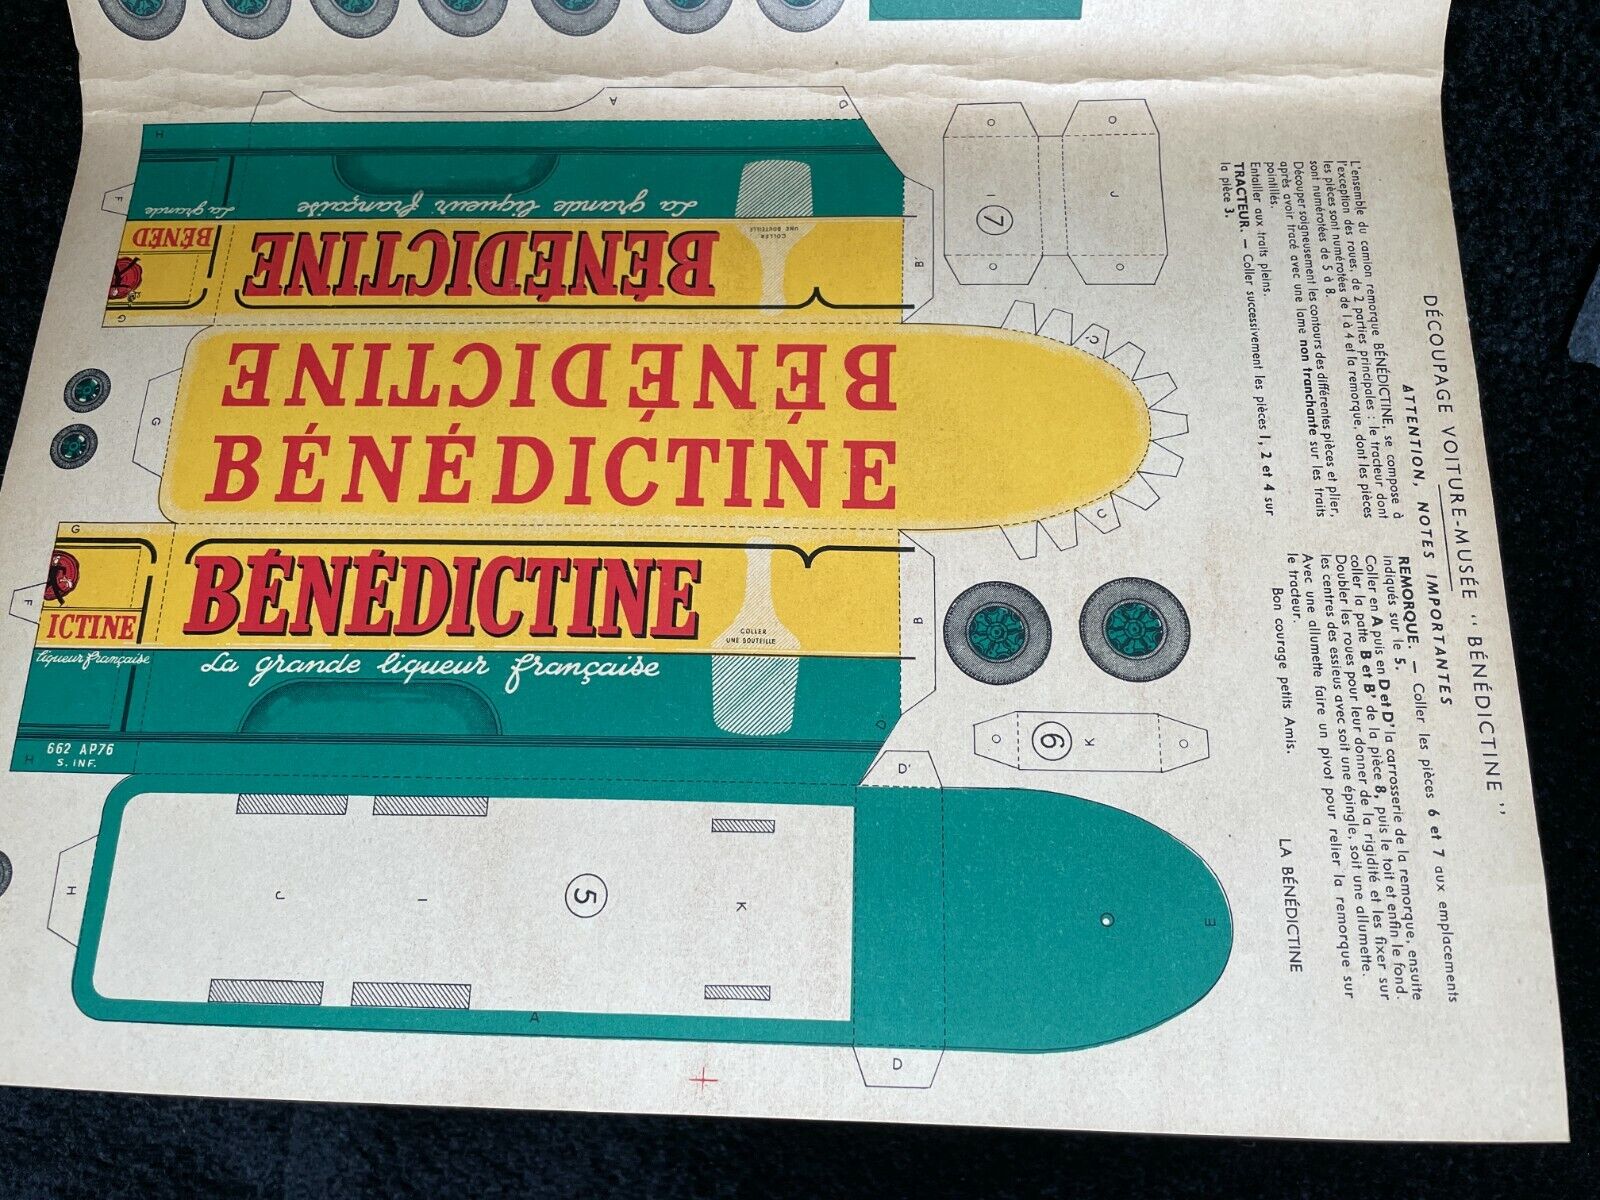 DÉCOUPAGE VOITURE-MUSÉE " BÉNÉDICTINE "
ATTENTION, NOTES IMPORTANTES
L'ensemble du camion remorque BÉNÉDICTINE, se compose à
l'exception des roues, de 2 parties principales : le tracteur dont
les pièces sont numérotées de 1 à 4 et la remorque, dont les pièces
sont numérotées de 5 à 8.
Découper soigneusement les contours des différentes pièces et plier,
après avoir tracé avec une lame non tranchante sur les traits
pointillés.
Entailler aux traits pleins.
TRACTEUR. — Coller successivement les pièces 1, 2 et 4 sur
la pièce 3.
REMORQUE. — Coller les pièces 6 et 7 aux emplacements
indiqués sur le 5.
Coller en A puis en D et D' la carrosserie de la remorque, ensuite
coller la patte B et B' de la pièce 8, puis le toit et enfin le fond.
Doubler les roues pour leur donner de la rigidité et les fixer sur
les centres des essieux avec soit une épingle, soit une allumette.
Avec une allumette faire un pivot pour relier la remorque sur
le tracteur.
Bon courage petits Amis.
LA BÉNÉDICTINE
A
D
H
F
La grande
La grande liqueur française
BÉNED
BÉNÉDICTINE
COLLER
UNE BOUTEILLE
B'
G
O
O
I
J
7
O
O
C'
BÉNÉDICTINE
G
BÉNÉDICTINE
C
G
F
ICTINE
BÉNÉDICTINE
COLLER
UNE BOUTEILLE
B
liqueur française
La grande liqueur française
D
662 AP76
S. INF.
H
O
6
K
O
D'
H
J
I
5
K
E
A
D